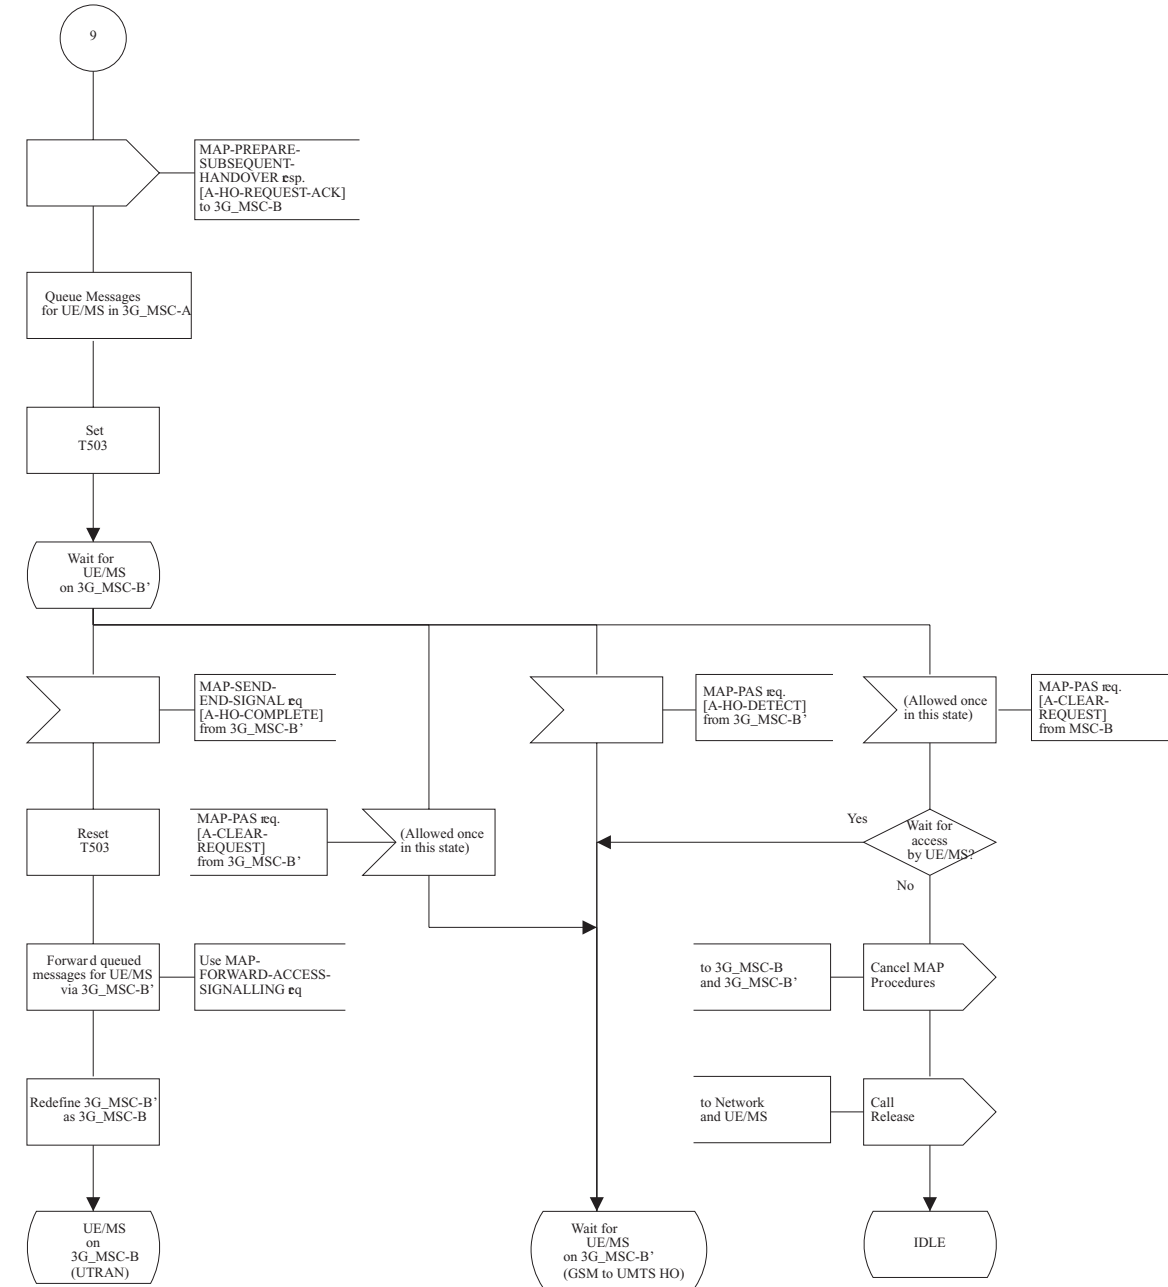 9
MAP-PREPARE-
SUBSEQUENT-
HANDOVER resp.
[A-HO-REQUEST-ACK]
to 3G_MSC-B
Queue Messages
for UE/MS in 3G_MSC-A
Set
T503
Wait for
UE/MS
on 3G_MSC-B’
MAP-SEND-
END-SIGNAL req
[A-HO-COMPLETE]
from 3G_MSC-B’
MAP-PAS req.
[A-HO-DETECT]
from 3G_MSC-B’
(Allowed once
in this state)
MAP-PAS req.
[A-CLEAR-
REQUEST]
from MSC-B
Reset
T503
MAP-PAS req.
[A-CLEAR-
REQUEST]
from 3G_MSC-B’
(Allowed once
in this state)
Yes
Wait for
access
by UE/MS?
No
Forward queued
messages for UE/MS
via 3G_MSC-B’
Use MAP-
FORWARD-ACCESS-
SIGNALLING req
to 3G_MSC-B
and 3G_MSC-B’
Cancel MAP
Procedures
Redefine 3G_MSC-B’
as 3G_MSC-B
to Network
and UE/MS
Call
Release
UE/MS
on
3G_MSC-B
(UTRAN)
Wait for
UE/MS
on 3G_MSC-B’
(GSM to UMTS HO)
IDLE